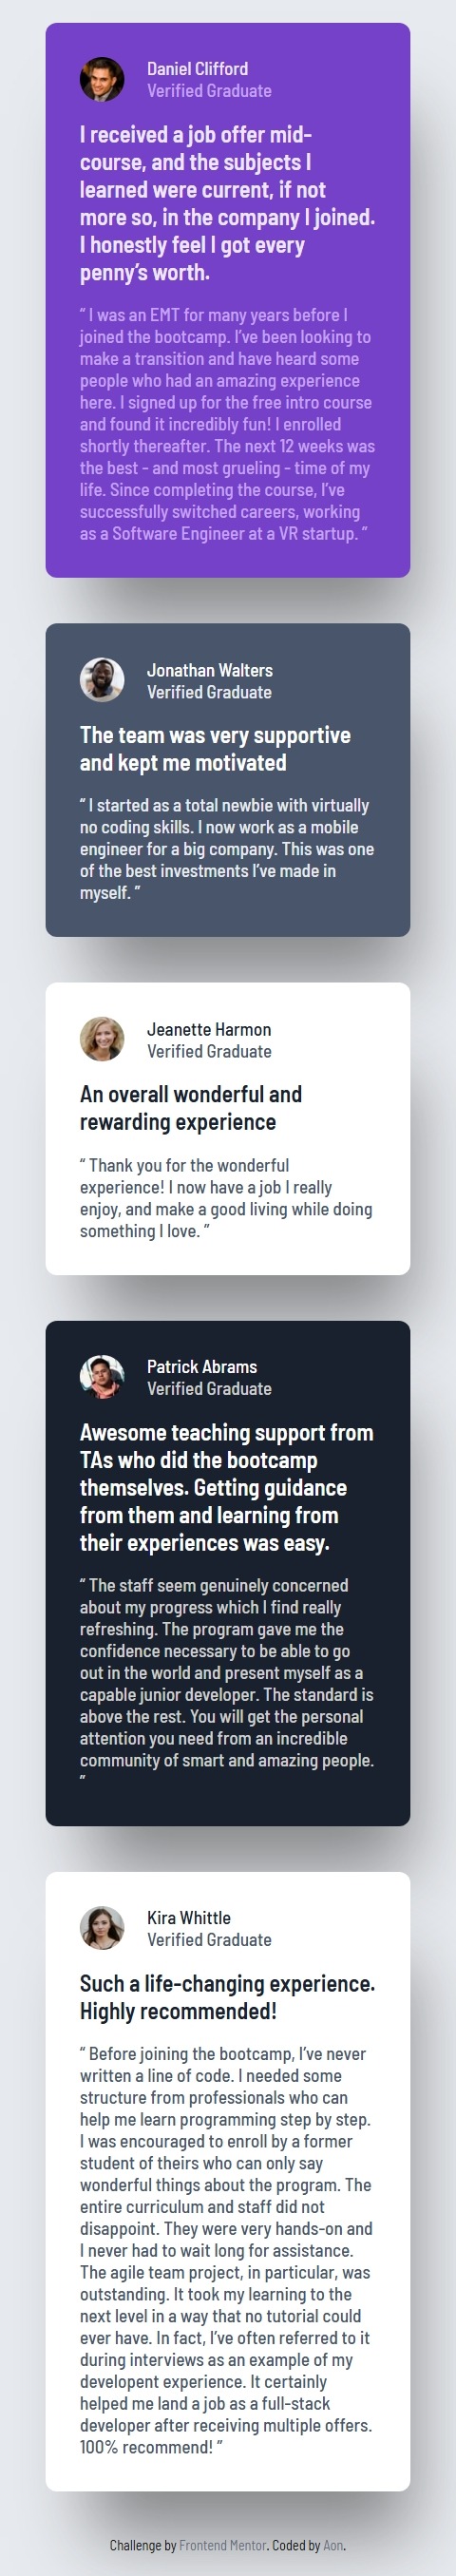 Daniel Clifford
Verified Graduate
I received a job offer mid-
course, and the subjects I
learned were current, if not
more so, in the company I joined.
I honestly feel I got every
penny’s worth.
“ I was an EMT for many years before I
joined the bootcamp. I’ve been looking to
make a transition and have heard some
people who had an amazing experience
here. I signed up for the free intro course
and found it incredibly fun! I enrolled
shortly thereafter. The next 12 weeks was
the best - and most grueling - time of my
life. Since completing the course, I’ve
successfully switched careers, working
as a Software Engineer at a VR startup. ”
Jonathan Walters
Verified Graduate
The team was very supportive
and kept me motivated
“ I started as a total newbie with virtually
no coding skills. I now work as a mobile
engineer for a big company. This was one
of the best investments I’ve made in
myself. ”
Jeanette Harmon
Verified Graduate
An overall wonderful and
rewarding experience
“ Thank you for the wonderful
experience! I now have a job I really
enjoy, and make a good living while doing
something I love. ”
Patrick Abrams
Verified Graduate
Awesome teaching support from
TAs who did the bootcamp
themselves. Getting guidance
from them and learning from
their experiences was easy.
“ The staff seem genuinely concerned
about my progress which I find really
refreshing. The program gave me the
confidence necessary to be able to go
out in the world and present myself as a
capable junior developer. The standard is
above the rest. You will get the personal
attention you need from an incredible
community of smart and amazing people.
”
Kira Whittle
Verified Graduate
Such a life-changing experience.
Highly recommended!
“ Before joining the bootcamp, I’ve never
written a line of code. I needed some
structure from professionals who can
help me learn programming step by step.
I was encouraged to enroll by a former
student of theirs who can only say
wonderful things about the program. The
entire curriculum and staff did not
disappoint. They were very hands-on and
I never had to wait long for assistance.
The agile team project, in particular, was
outstanding. It took my learning to the
next level in a way that no tutorial could
ever have. In fact, I’ve often referred to it
during interviews as an example of my
developent experience. It certainly
helped me land a job as a full-stack
developer after receiving multiple offers.
100% recommend! ”
Challenge by Frontend Mentor. Coded by Aon.